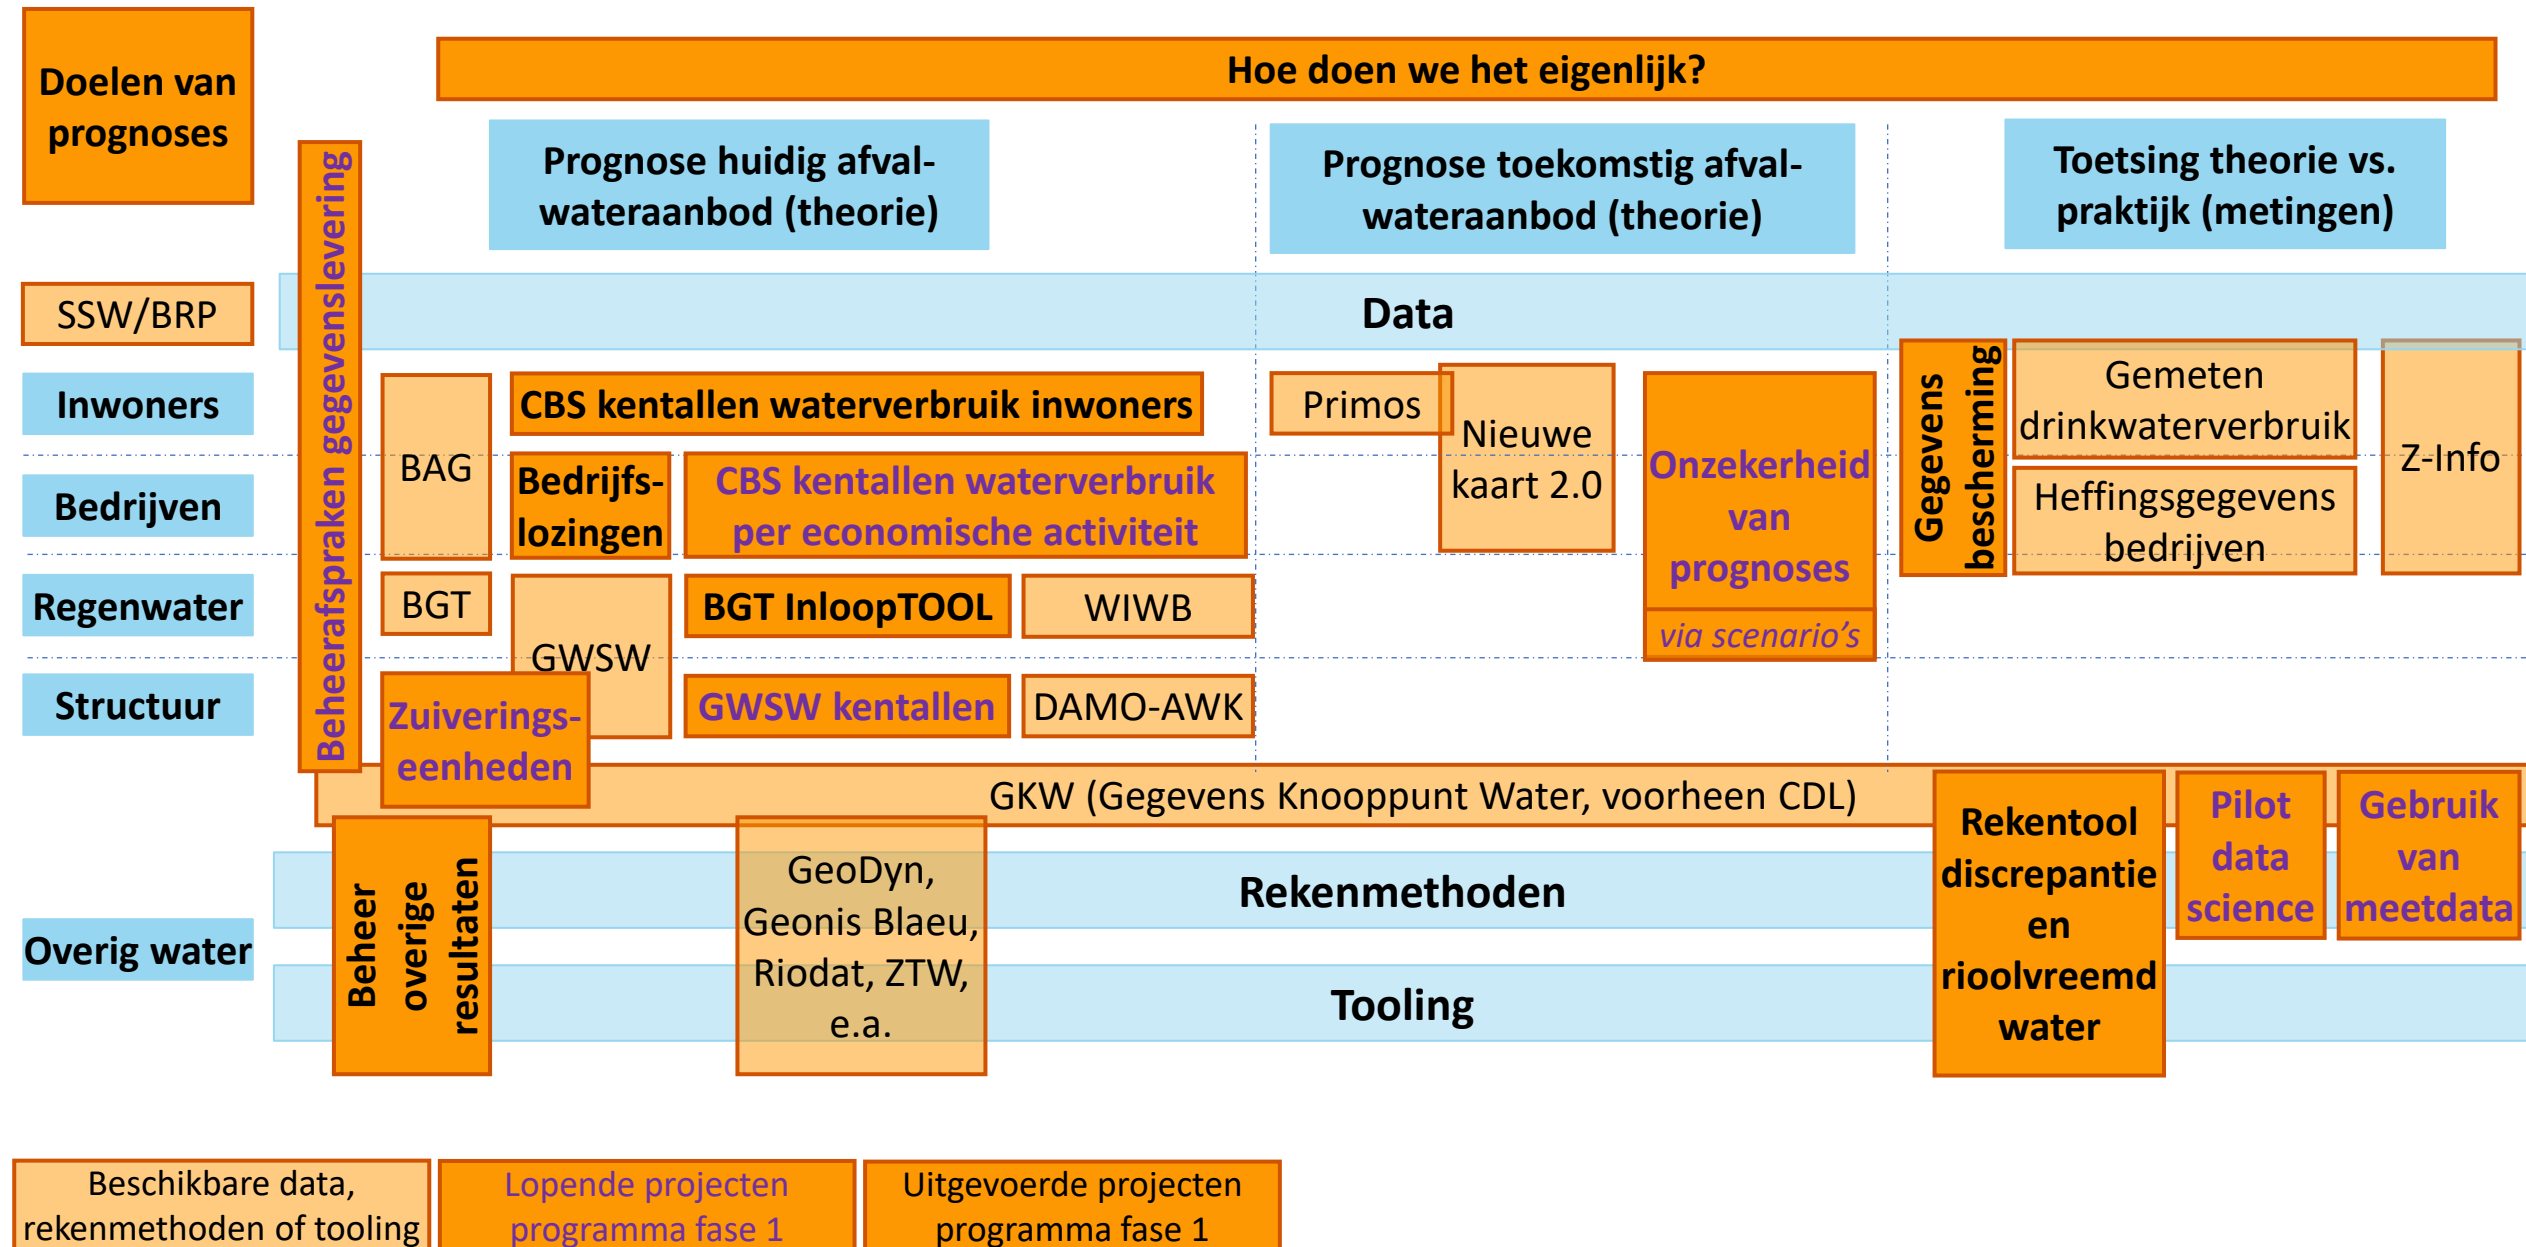 Doelen van
prognoses
Hoe doen we het eigenlijk?
Prognose huidig afval-
wateraanbod (theorie)
Prognose toekomstig afval-
wateraanbod (theorie)
Toetsing theorie vs.
praktijk (metingen)
Beheerafspraken gegevenslevering
SSW/BRP
Data
Inwoners
BAG
CBS kentallen waterverbruik inwoners
Primos
Nieuwe
kaart 2.0
Onzekerheid
van
prognoses
via scenario’s
Gegevens
bescherming
Gemeten
drinkwaterverbruik
Z-Info
Bedrijven
Bedrijfs-
lozingen
CBS kentallen waterverbruik
per economische activiteit
Heffingsgegevens
bedrijven
Regenwater
BGT
GWSW
BGT InloopTOOL
WIWB
Structuur
Zuiverings-
eenheden
GWSW kentallen
DAMO-AWK
GKW (Gegevens Knooppunt Water, voorheen CDL)
Overig water
Beheer
overige
resultaten
GeoDyn,
Geonis Blaeu,
Riodat, ZTW,
e.a.
Rekenmethoden
Tooling
Rekentool
discrepantie
en
rioolvreemd
water
Pilot
data
science
Gebruik
van
meetdata
Beschikbare data,
rekenmethoden of tooling
Lopende projecten
programma fase 1
Uitgevoerde projecten
programma fase 1